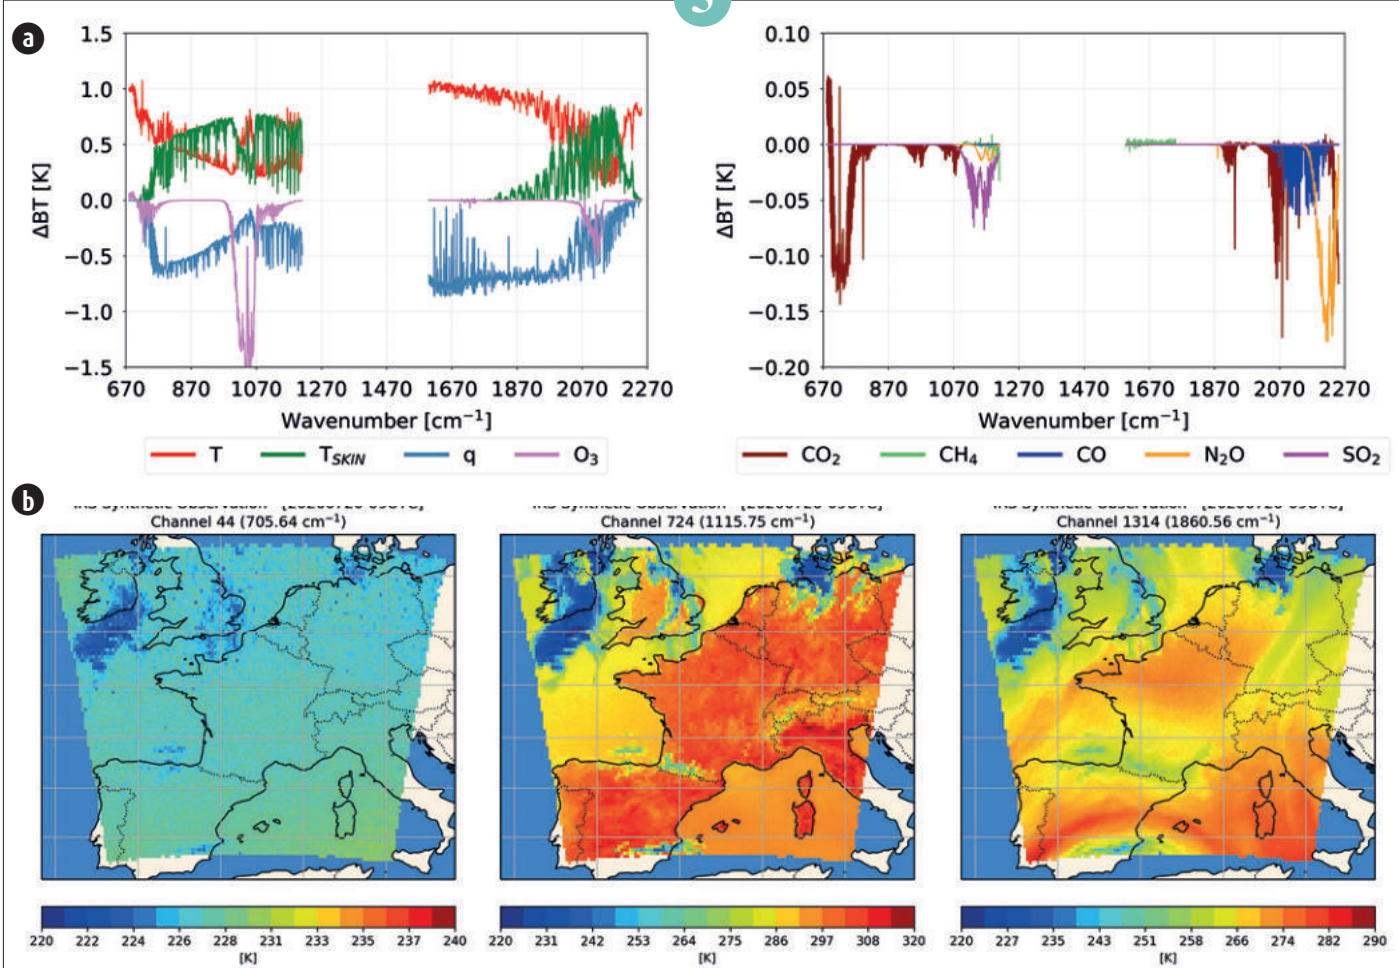 a
1.5
1.0
0.5
0.0
−0.5
−1.0
−1.5
ΔBT [K]
670 870 1070 1270 1470 1670 1870 2070 2270
Wavenumber [cm⁻¹]
T T_SKIN q O₃
0.10
0.05
0.00
−0.05
−0.10
−0.15
−0.20
ΔBT [K]
670 870 1070 1270 1470 1670 1870 2070 2270
Wavenumber [cm⁻¹]
CO₂ CH₄ CO N₂O SO₂
b
Channel 44 (705.64 cm⁻¹)
220 222 224 226 228 231 233 235 237 240
[K]
Channel 724 (1115.75 cm⁻¹)
220 231 242 253 264 275 286 297 308 320
[K]
Channel 1314 (1860.56 cm⁻¹)
220 227 235 243 251 258 266 274 282 290
[K]